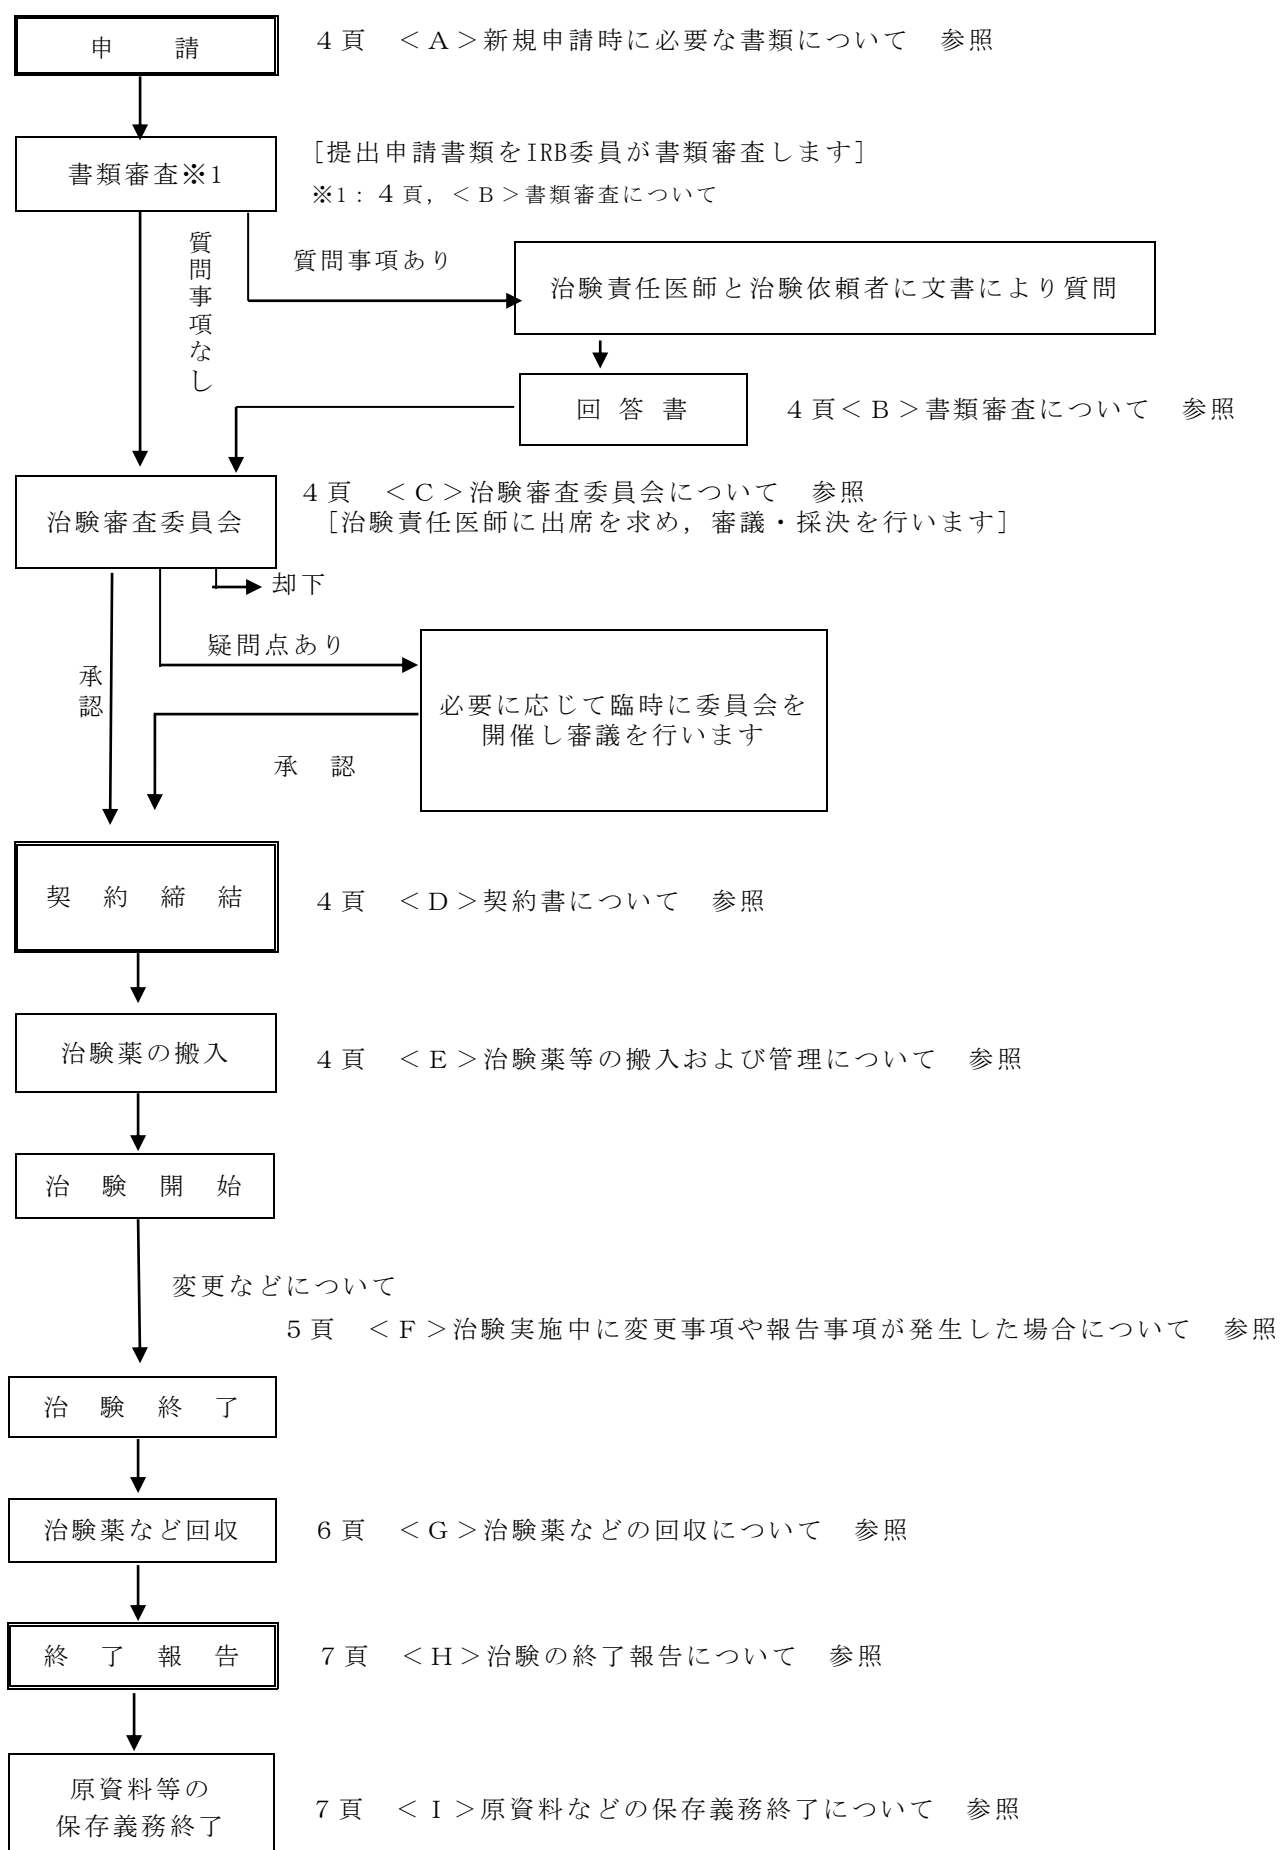 申　　請
４頁　＜Ａ＞新規申請時に必要な書類について　参照
書類審査※1
［提出申請書類をIRB委員が書類審査します］
※1：４頁，＜Ｂ＞書類審査について
質問事項なし
質問事項あり
治験責任医師と治験依頼者に文書により質問
回 答 書
４頁＜Ｂ＞書類審査について　参照
治験審査委員会
４頁　＜Ｃ＞治験審査委員会について　参照
［治験責任医師に出席を求め，審議・採決を行います］
却下
疑問点あり
承認
必要に応じて臨時に委員会を
開催し審議を行います
承　認
契　約　締　結
４頁　＜Ｄ＞契約書について　参照
治験薬の搬入
４頁　＜Ｅ＞治験薬等の搬入および管理について　参照
治　験　開　始
変更などについて
５頁　＜Ｆ＞治験実施中に変更事項や報告事項が発生した場合について　参照
治　験　終　了
治験薬など回収
６頁　＜Ｇ＞治験薬などの回収について　参照
終　了　報　告
７頁　＜Ｈ＞治験の終了報告について　参照
原資料等の
保存義務終了
７頁　＜Ｉ＞原資料などの保存義務終了について　参照